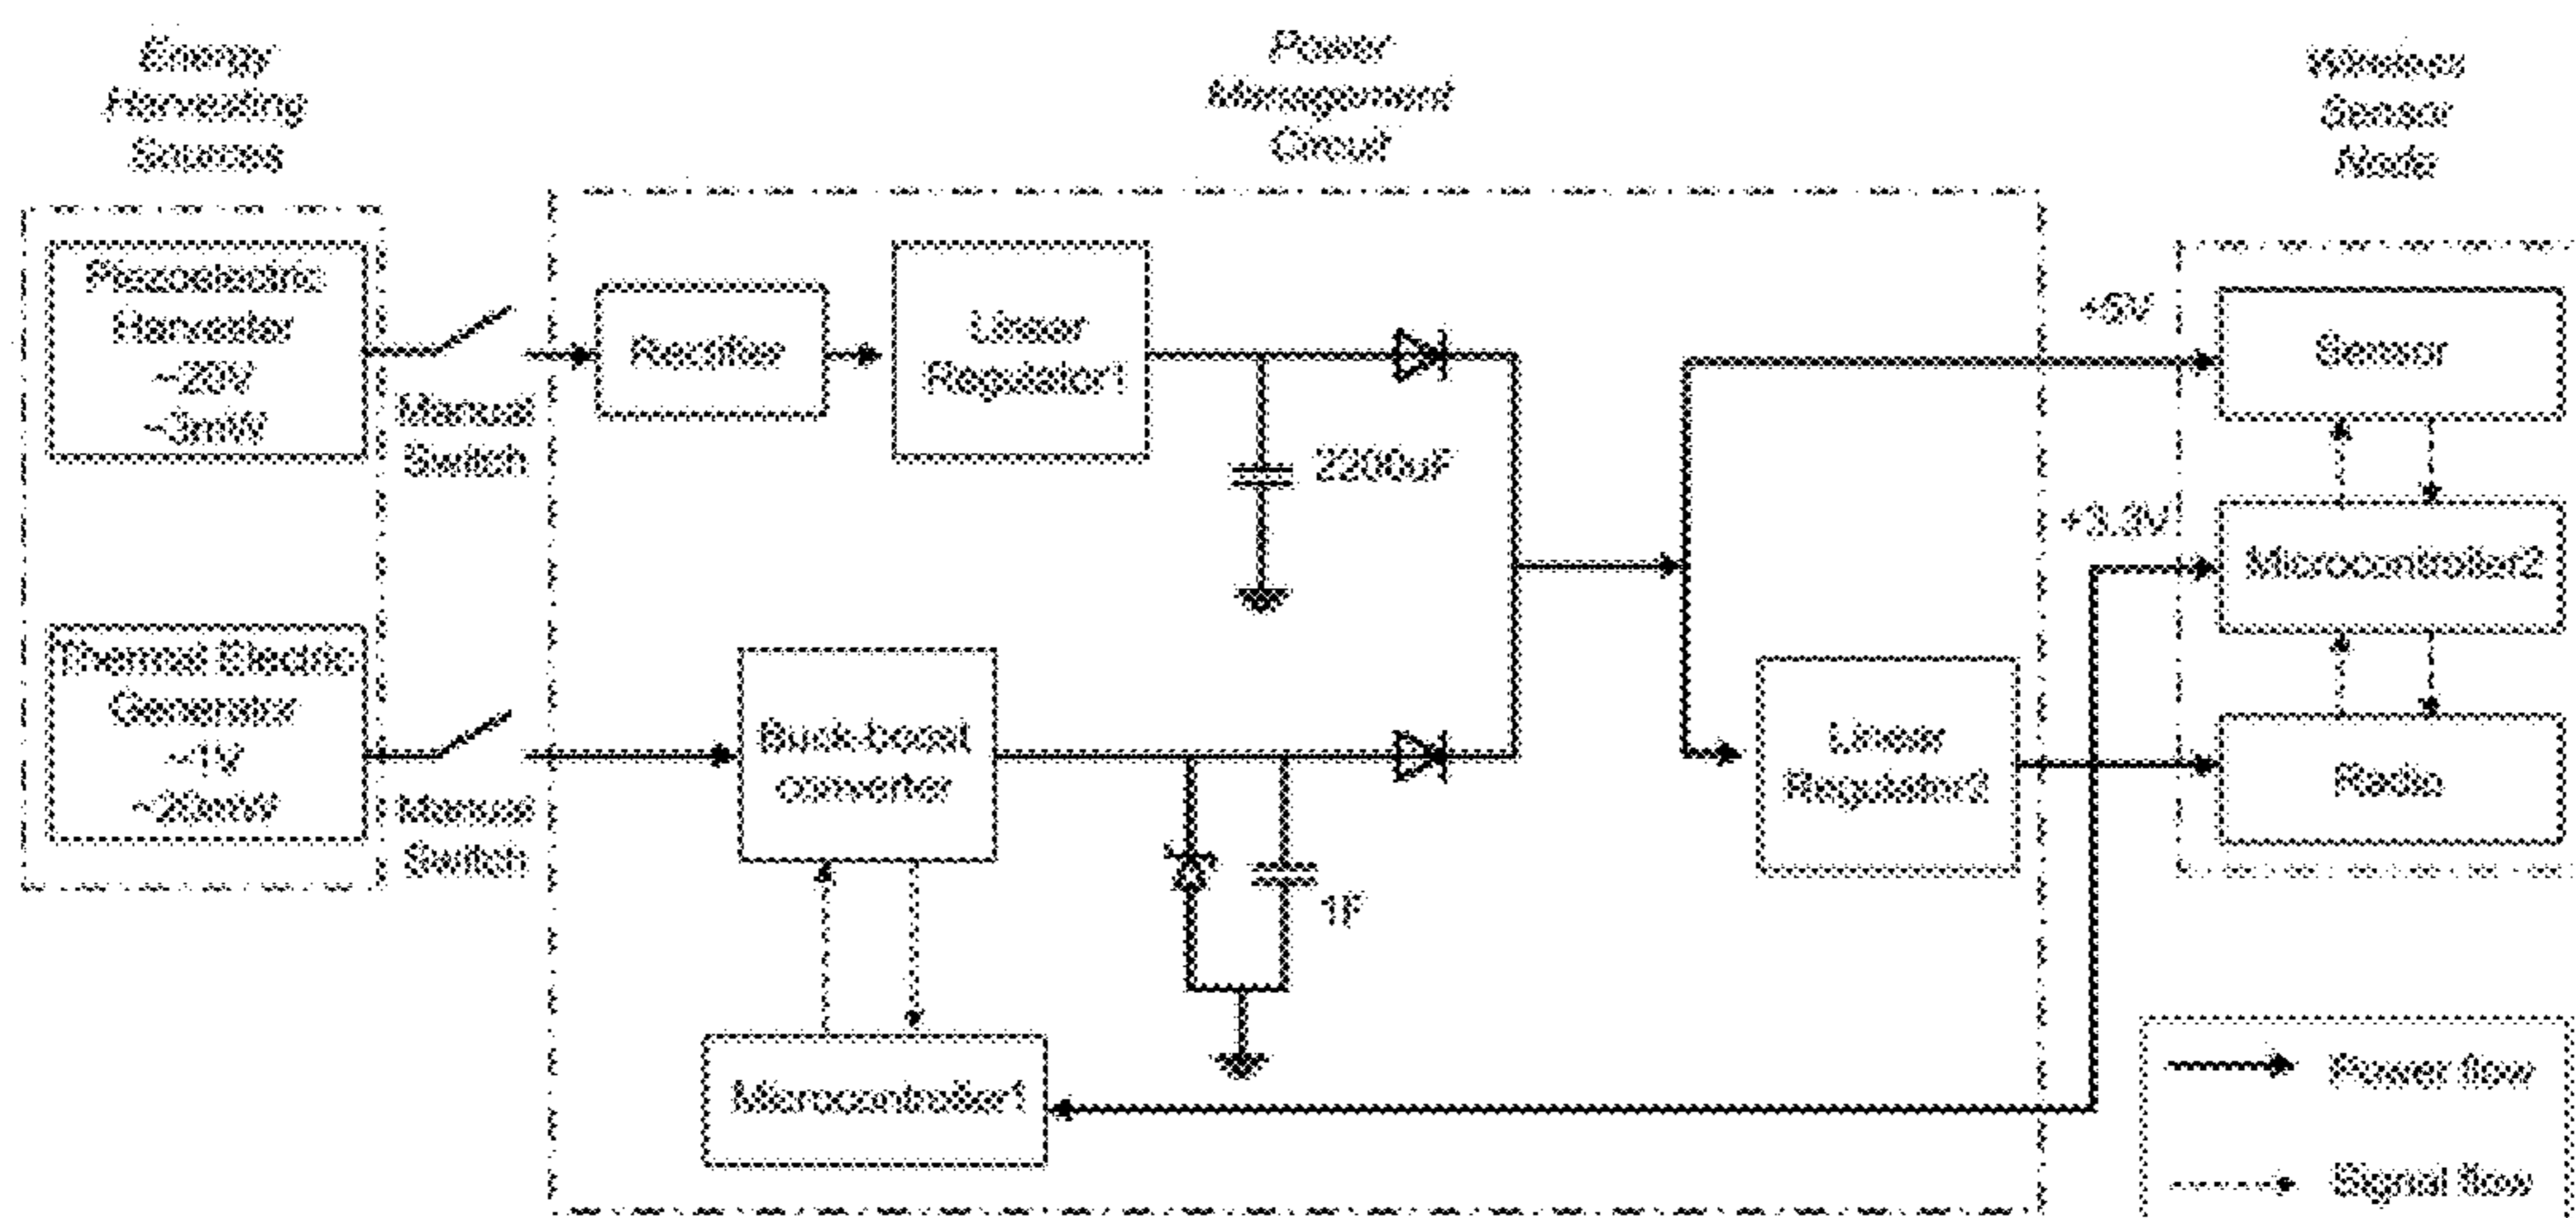 Energy
Harvesting
Sources
Power
Management
Circuit
Wireless
Sensor
Node
Piezoelectric
Harvester
~20V
~3mW
Manual
Switch
Rectifier
Linear
Regulator1
2200uF
+5V
Sensor
+3.3V
Microcontroller2
Thermal Electric
Generator
~1V
~20mW
Manual
Switch
Buck-boost
converter
1F
Linear
Regulator2
Radio
Microcontroller1
Power flow
Signal flow